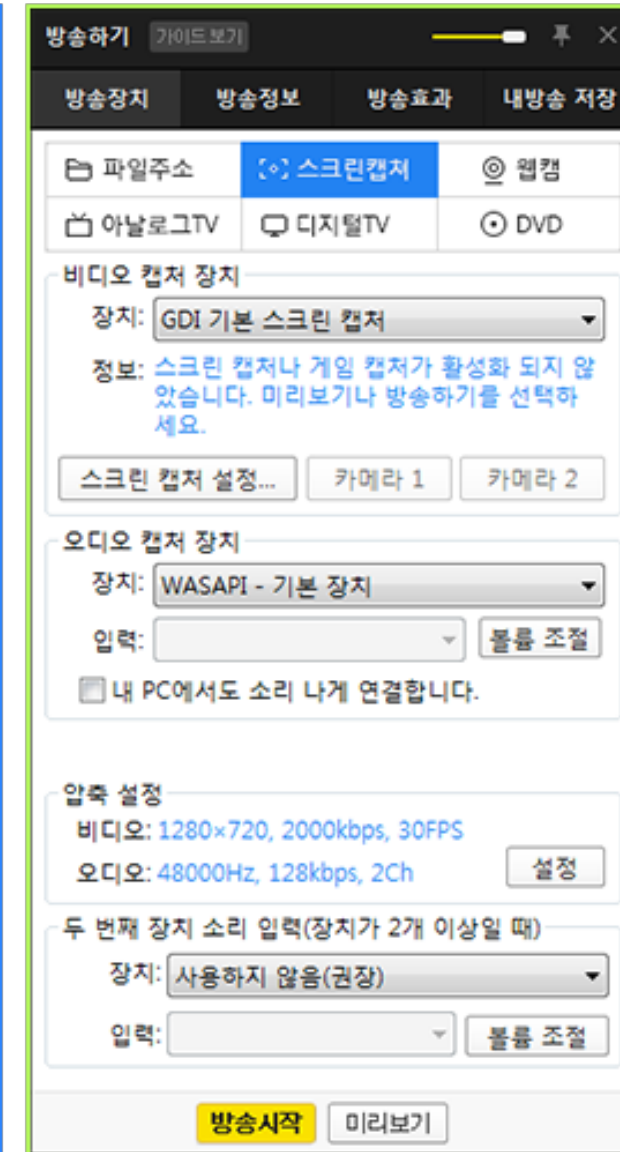 방송하기 가이드보기
방송장치 방송정보 방송효과 내방송 저장
파일주소 스크린캡쳐 웹캠
아날로그TV 디지털TV DVD
비디오 캡처 장치
장치: GDI 기본 스크린 캡처
정보: 스크린 캡처나 게임 캡처가 활성화 되지 않
았습니다. 미리보기나 방송하기를 선택하
세요.
스크린 캡처 설정... 카메라 1 카메라 2
오디오 캡처 장치
장치: WASAPI - 기본 장치
입력: 볼륨 조절
내 PC에서도 소리 나게 연결합니다.
압축 설정
비디오: 1280×720, 2000kbps, 30FPS
오디오: 48000Hz, 128kbps, 2Ch 설정
두 번째 장치 소리 입력(장치가 2개 이상일 때)
장치: 사용하지 않음(권장)
입력: 볼륨 조절
방송시작 미리보기